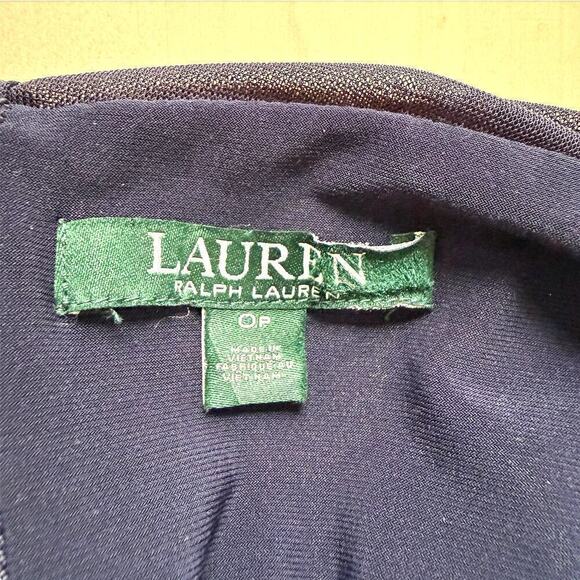 LAUREN
RALPH LAUREN
0P
MADE IN
VIETNAM
FABRIQUÉ AU
VIETNAM